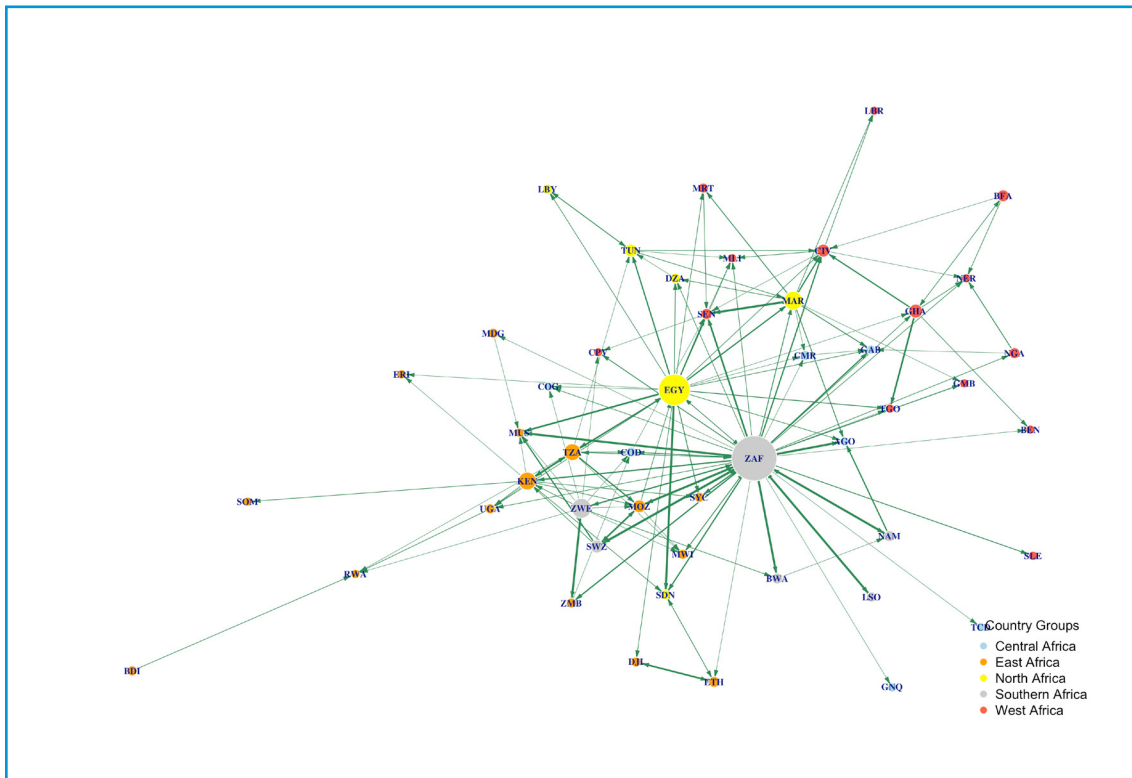 LBR
LBY
MRT
BFA
TUN
MLI
CIV
DZA
NER
MAR
SEN
GHA
MDG
CPV
CMR
GAB
NGA
ERI
COG
EGY
GMB
TGO
MUS
BEN
TZA
COD
AGO
ZAF
KEN
SOM
UGA
ZWE
MOZ
SYC
SWZ
MWI
NAM
SLE
RWA
BWA
ZMB
SDN
LSO
TCD
Country Groups
Central Africa
BDI
DJI
ETH
GNQ
East Africa
North Africa
Southern Africa
West Africa